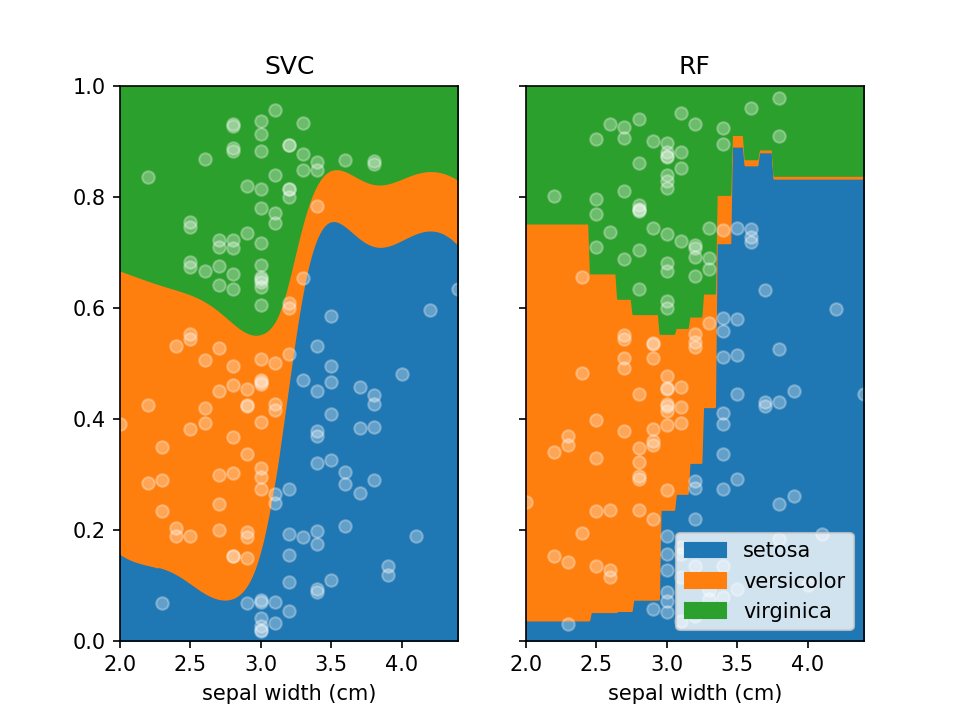 SVC
RF
1.0
0.8
0.6
0.4
0.2
0.0
2.0 2.5 3.0 3.5 4.0
sepal width (cm)
setosa
versicolor
virginica
2.0 2.5 3.0 3.5 4.0
sepal width (cm)